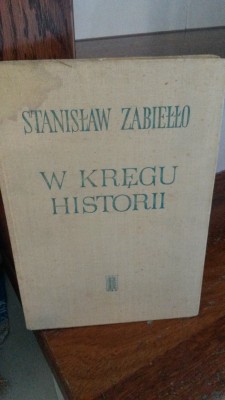 STANISŁAW ZABIEŁŁO
W KRĘGU
HISTORII